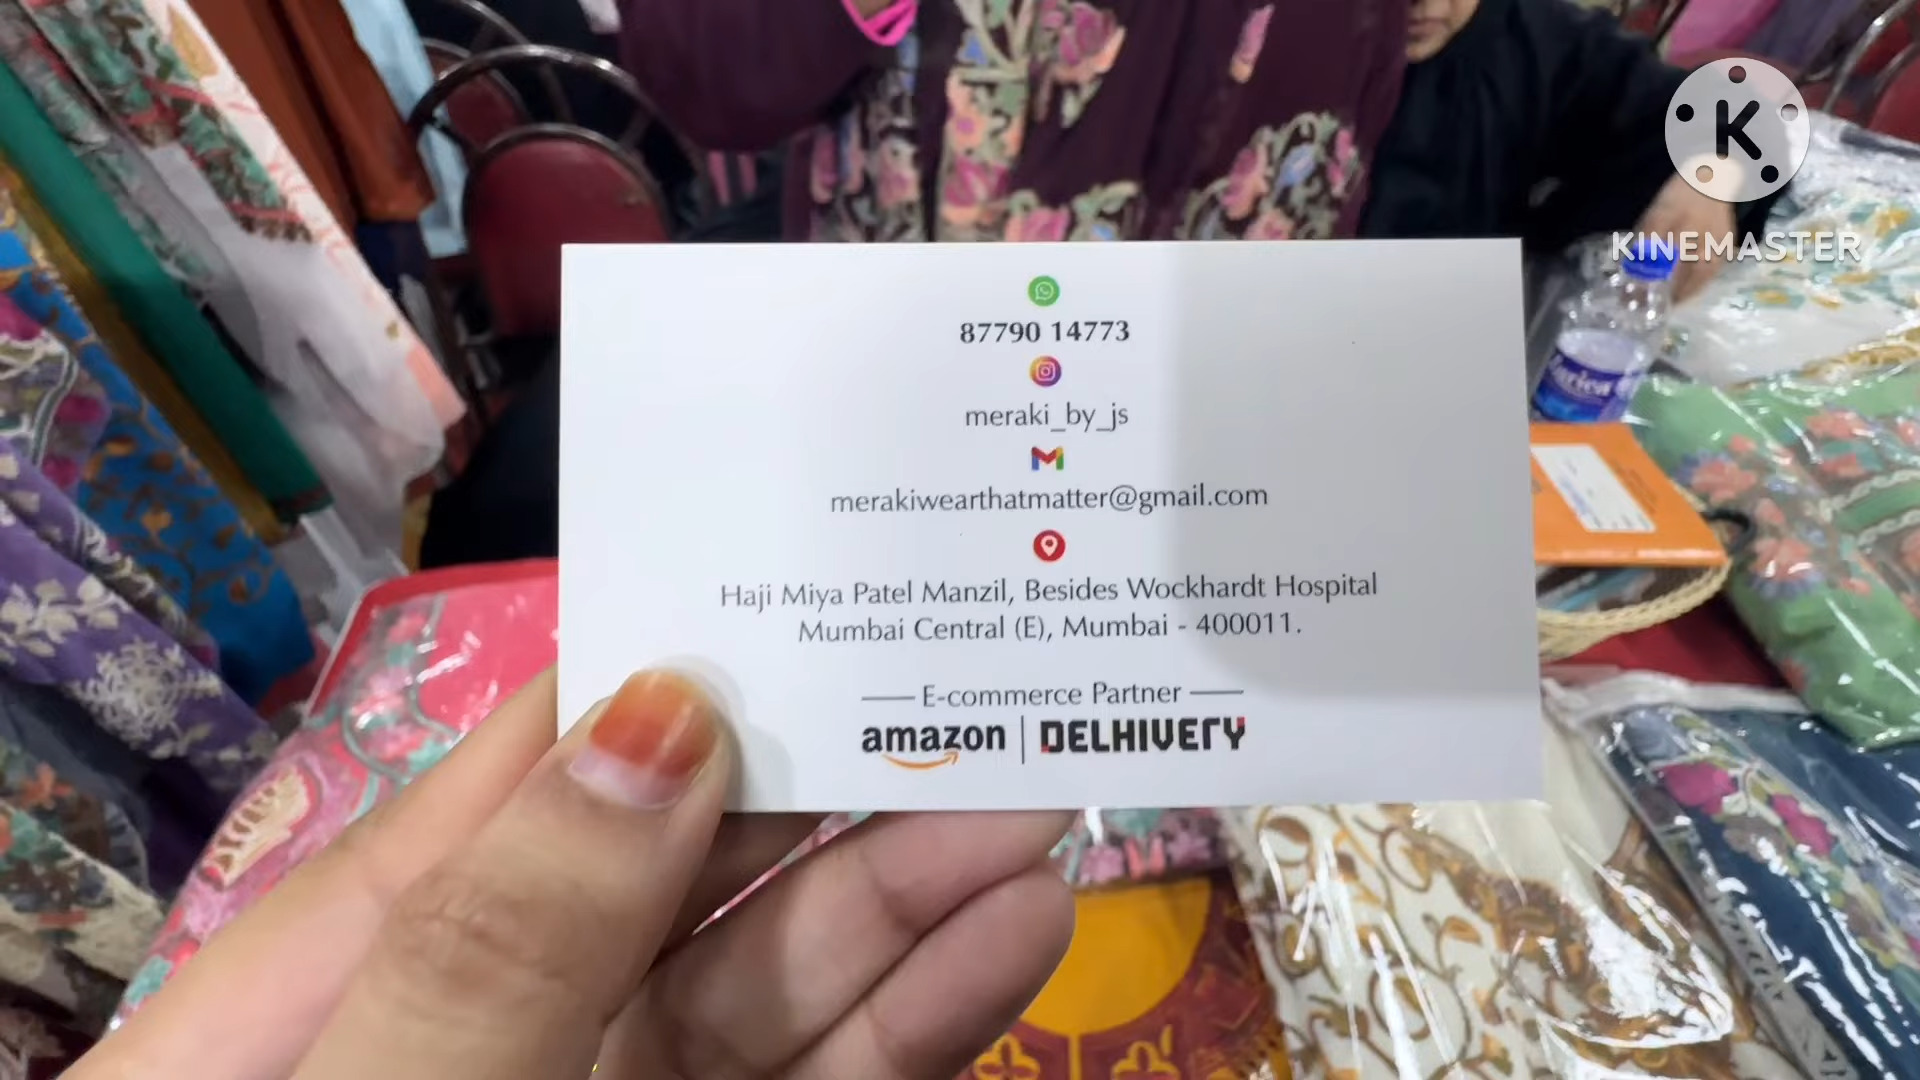 87790 14773
meraki_by_js
merakiwearthatmatter@gmail.com
Haji Miya Patel Manzil, Besides Wockhardt Hospital
Mumbai Central (E), Mumbai - 400011.
E-commerce Partner
amazon | DELHIVERY
K
KINEMASTER